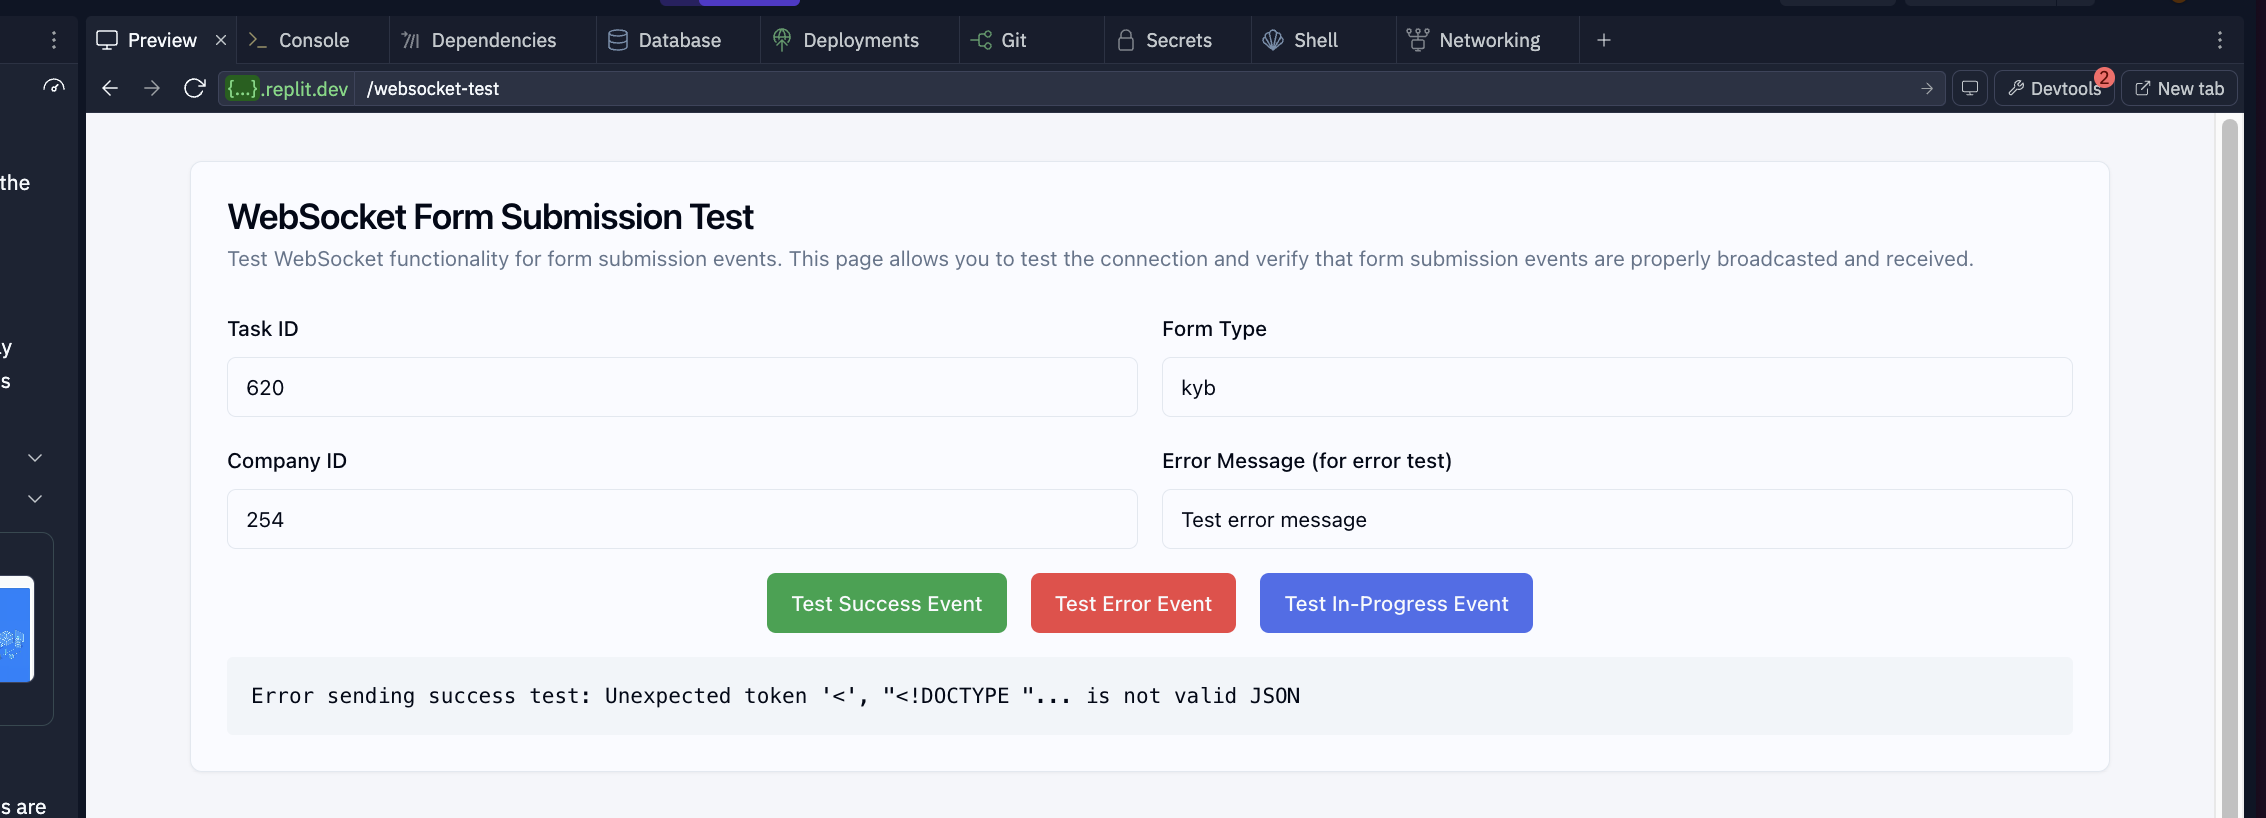 Preview
Console
Dependencies
Database
Deployments
Git
Secrets
Shell
Networking
{...}.replit.dev
/websocket-test
Devtools
2
New tab
the
y
s
s are
WebSocket Form Submission Test
Test WebSocket functionality for form submission events. This page allows you to test the connection and verify that form submission events are properly broadcasted and received.
Task ID
Form Type
620
kyb
Company ID
Error Message (for error test)
254
Test error message
Test Success Event
Test Error Event
Test In-Progress Event
Error sending success test: Unexpected token '<', "<!DOCTYPE "... is not valid JSON